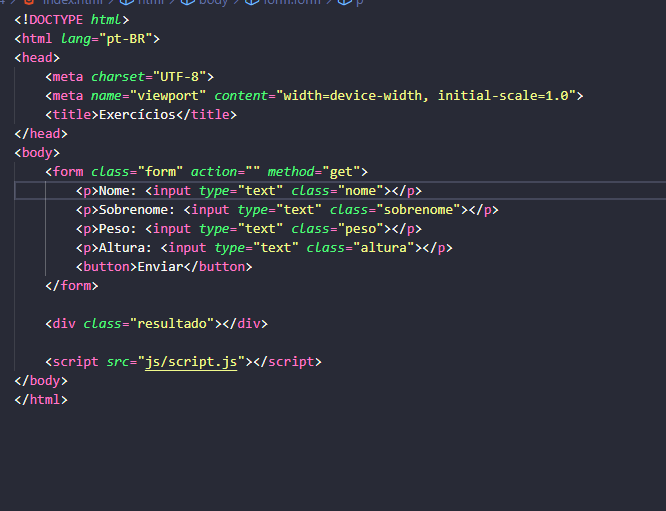 index.html > html > body > form.form > p
<!DOCTYPE html>
<html lang="pt-BR">
<head>
    <meta charset="UTF-8">
    <meta name="viewport" content="width=device-width, initial-scale=1.0">
    <title>Exercícios</title>
</head>
<body>
    <form class="form" action="" method="get">
        <p>Nome: <input type="text" class="nome"></p>
        <p>Sobrenome: <input type="text" class="sobrenome"></p>
        <p>Peso: <input type="text" class="peso"></p>
        <p>Altura: <input type="text" class="altura"></p>
        <button>Enviar</button>
    </form>

    <div class="resultado"></div>

    <script src="js/script.js"></script>
</body>
</html>